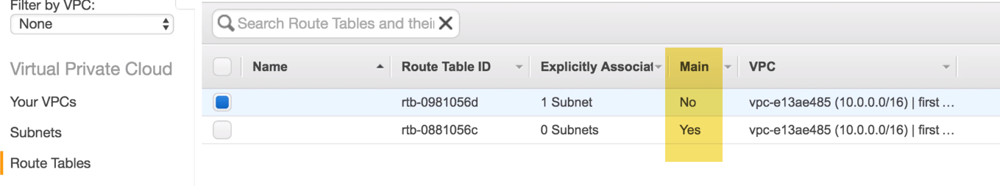 Filter by VPC:
None
Virtual Private Cloud
Your VPCs
Subnets
Route Tables
Search Route Tables and thei
Name Route Table ID Explicitly Associat Main VPC
rtb-0981056d 1 Subnet No vpc-e13ae485 (10.0.0.0/16) | first ...
rtb-0881056c 0 Subnets Yes vpc-e13ae485 (10.0.0.0/16) | first ...